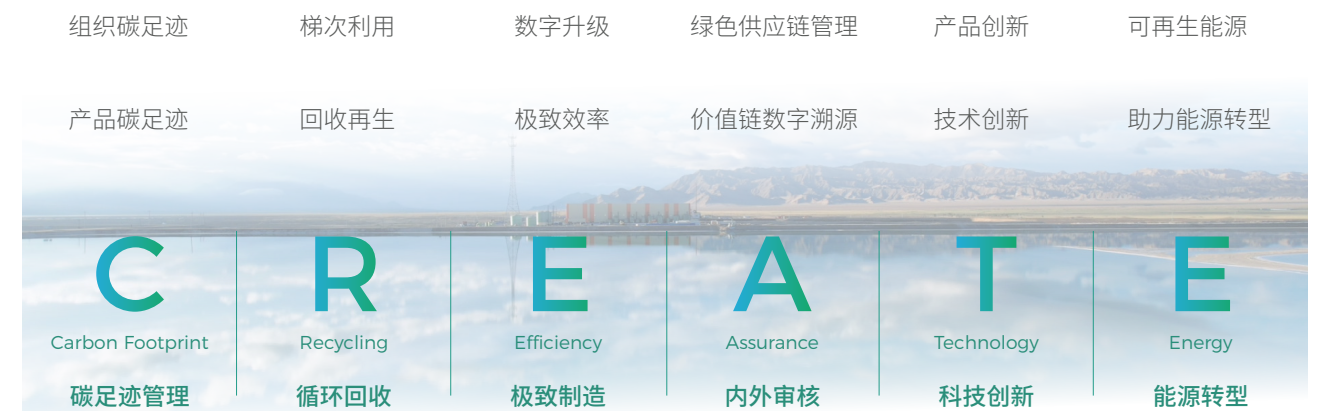 组织碳足迹 梯次利用 数字升级 绿色供应链管理 产品创新 可再生能源
产品碳足迹 回收再生 极致效率 价值链数字溯源 技术创新 助力能源转型
C R E A T E
Carbon Footprint Recycling Efficiency Assurance Technology Energy
碳足迹管理 循环回收 极致制造 内外审核 科技创新 能源转型